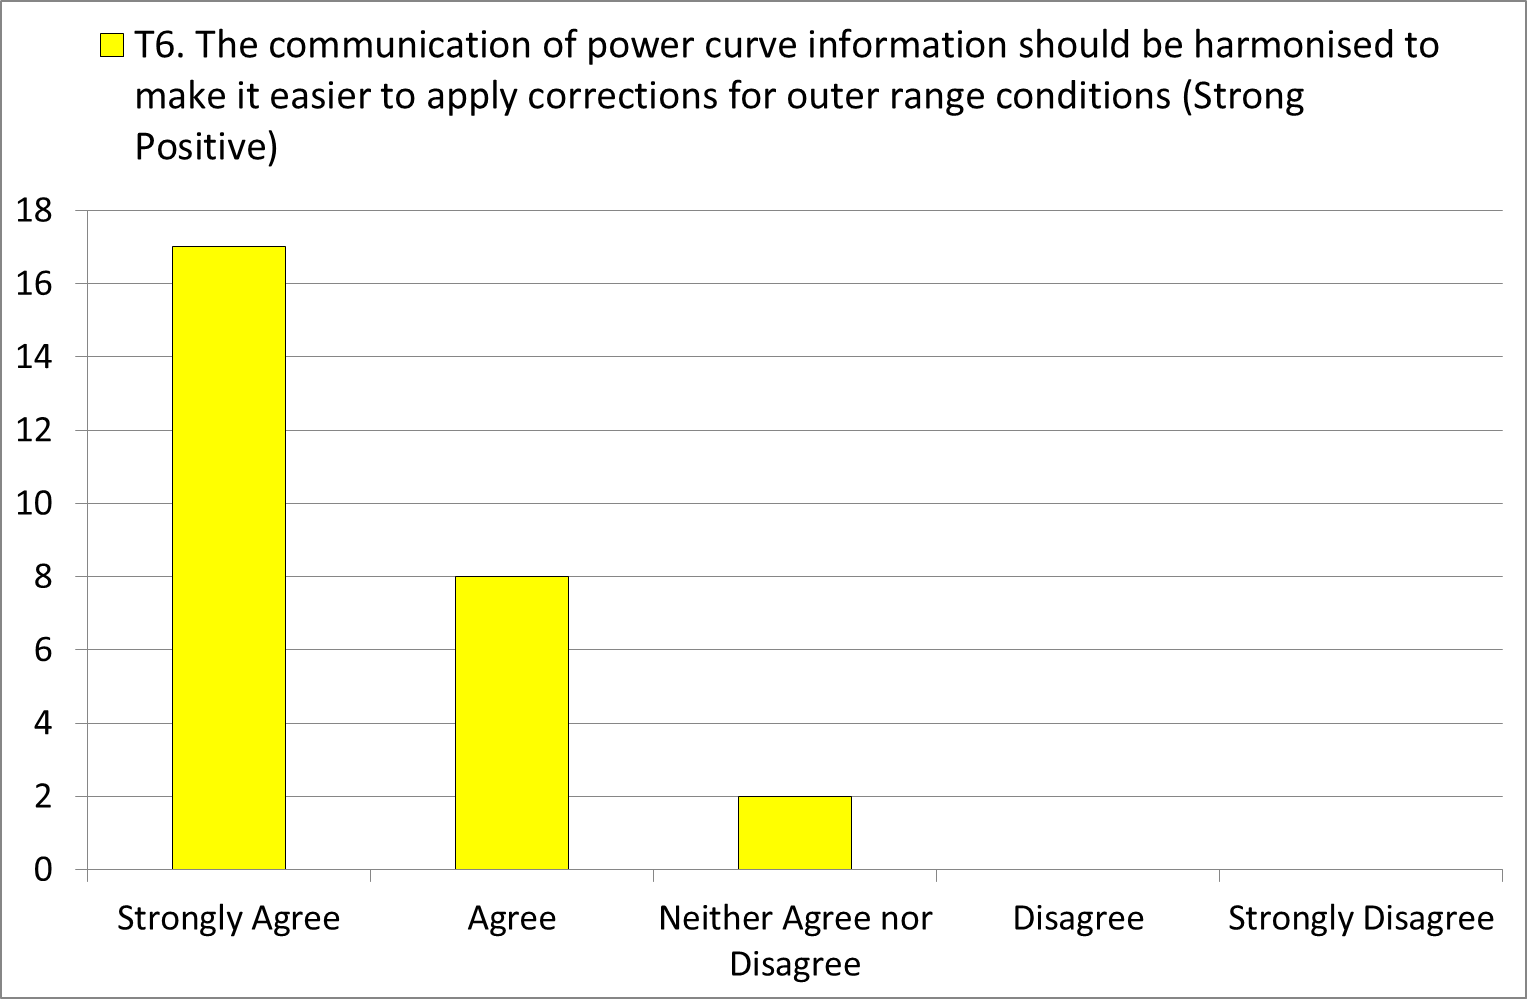 T6. The communication of power curve information should be harmonised to
make it easier to apply corrections for outer range conditions (Strong
Positive)
18
16
14
12
10
8
6
4
2
0
Strongly Agree
Agree
Neither Agree nor
Disagree
Disagree
Strongly Disagree